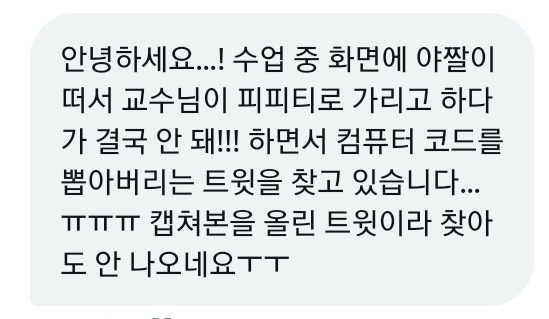 안녕하세요...! 수업 중 화면에 야짤이
떠서 교수님이 피피티로 가리고 하다
가 결국 안 돼!!! 하면서 컴퓨터 코드를
뽑아버리는 트윗을 찾고 있습니다...
ㅠㅠㅠ 캡쳐본을 올린 트윗이라 찾아
도 안 나오네요ㅜㅜ